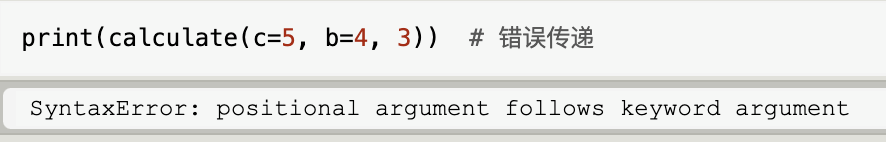 print(calculate(c=5, b=4, 3))  # 错误传递
SyntaxError: positional argument follows keyword argument